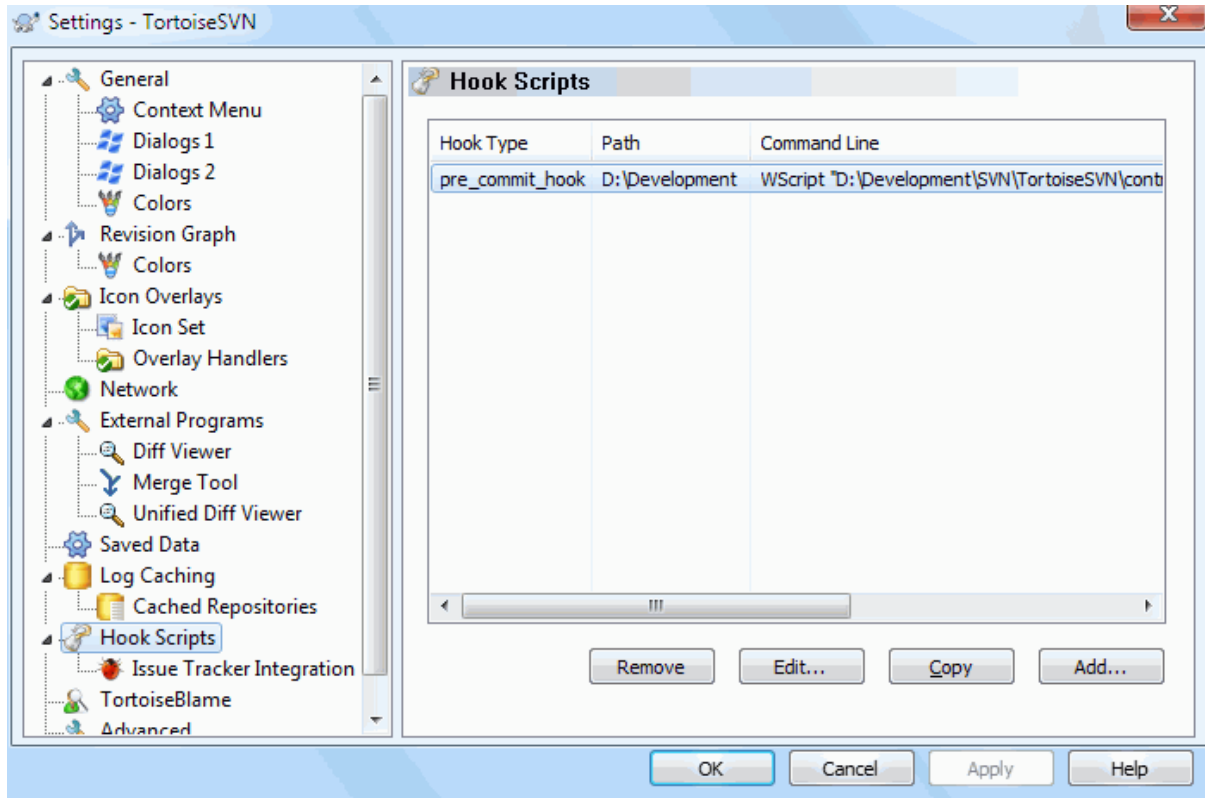 Settings - TortoiseSVN
General
Context Menu
Dialogs 1
Dialogs 2
Colors
Revision Graph
Colors
Icon Overlays
Icon Set
Overlay Handlers
Network
External Programs
Diff Viewer
Merge Tool
Unified Diff Viewer
Saved Data
Log Caching
Cached Repositories
Hook Scripts
Issue Tracker Integration
TortoiseBlame
Advanced
Hook Scripts
Hook Type Path Command Line
pre_commit_hook D:\Development WScript "D:\Development\SVN\TortoiseSVN\cont
Remove Edit... Copy Add...
OK Cancel Apply Help